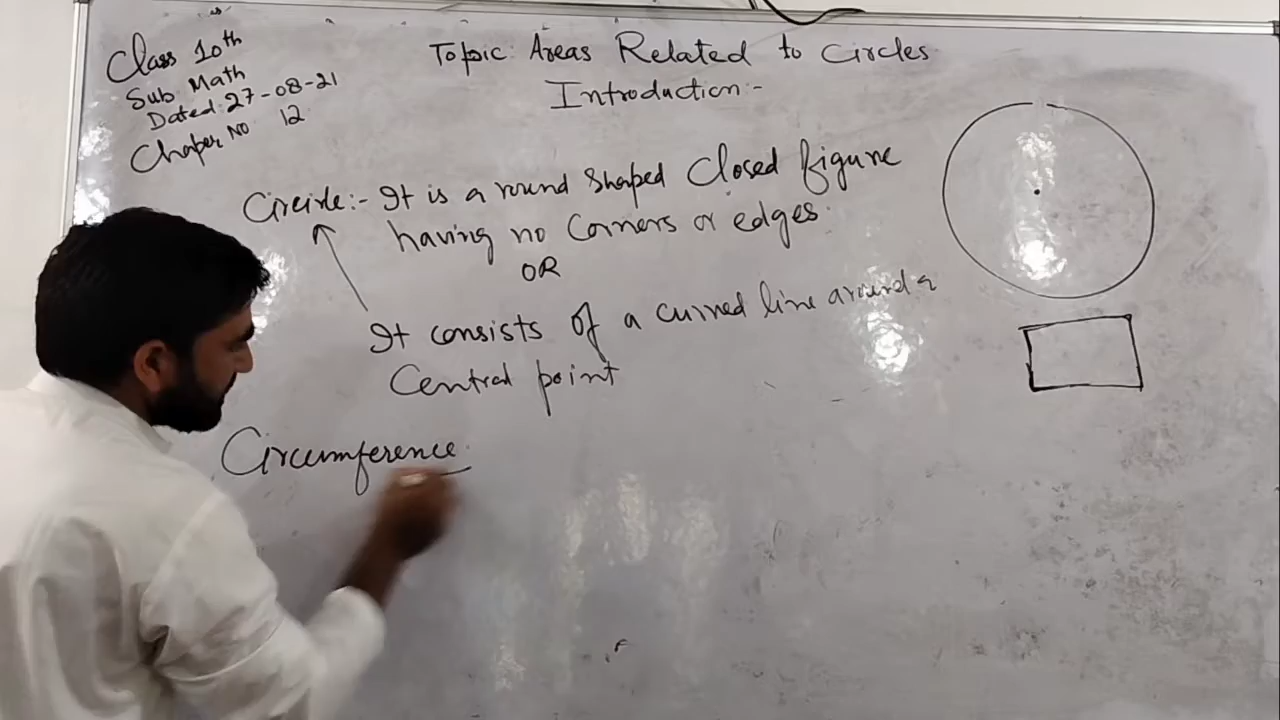 Class 10th
Sub Math
Dated 27-08-21
Chaper No 12
Topic: Areas Related to Circles
Introduction:-
Circirle:- It is a round shaped closed figure
having no corners or edges.
OR
It consists of a curved line around a
Central point
Circumference